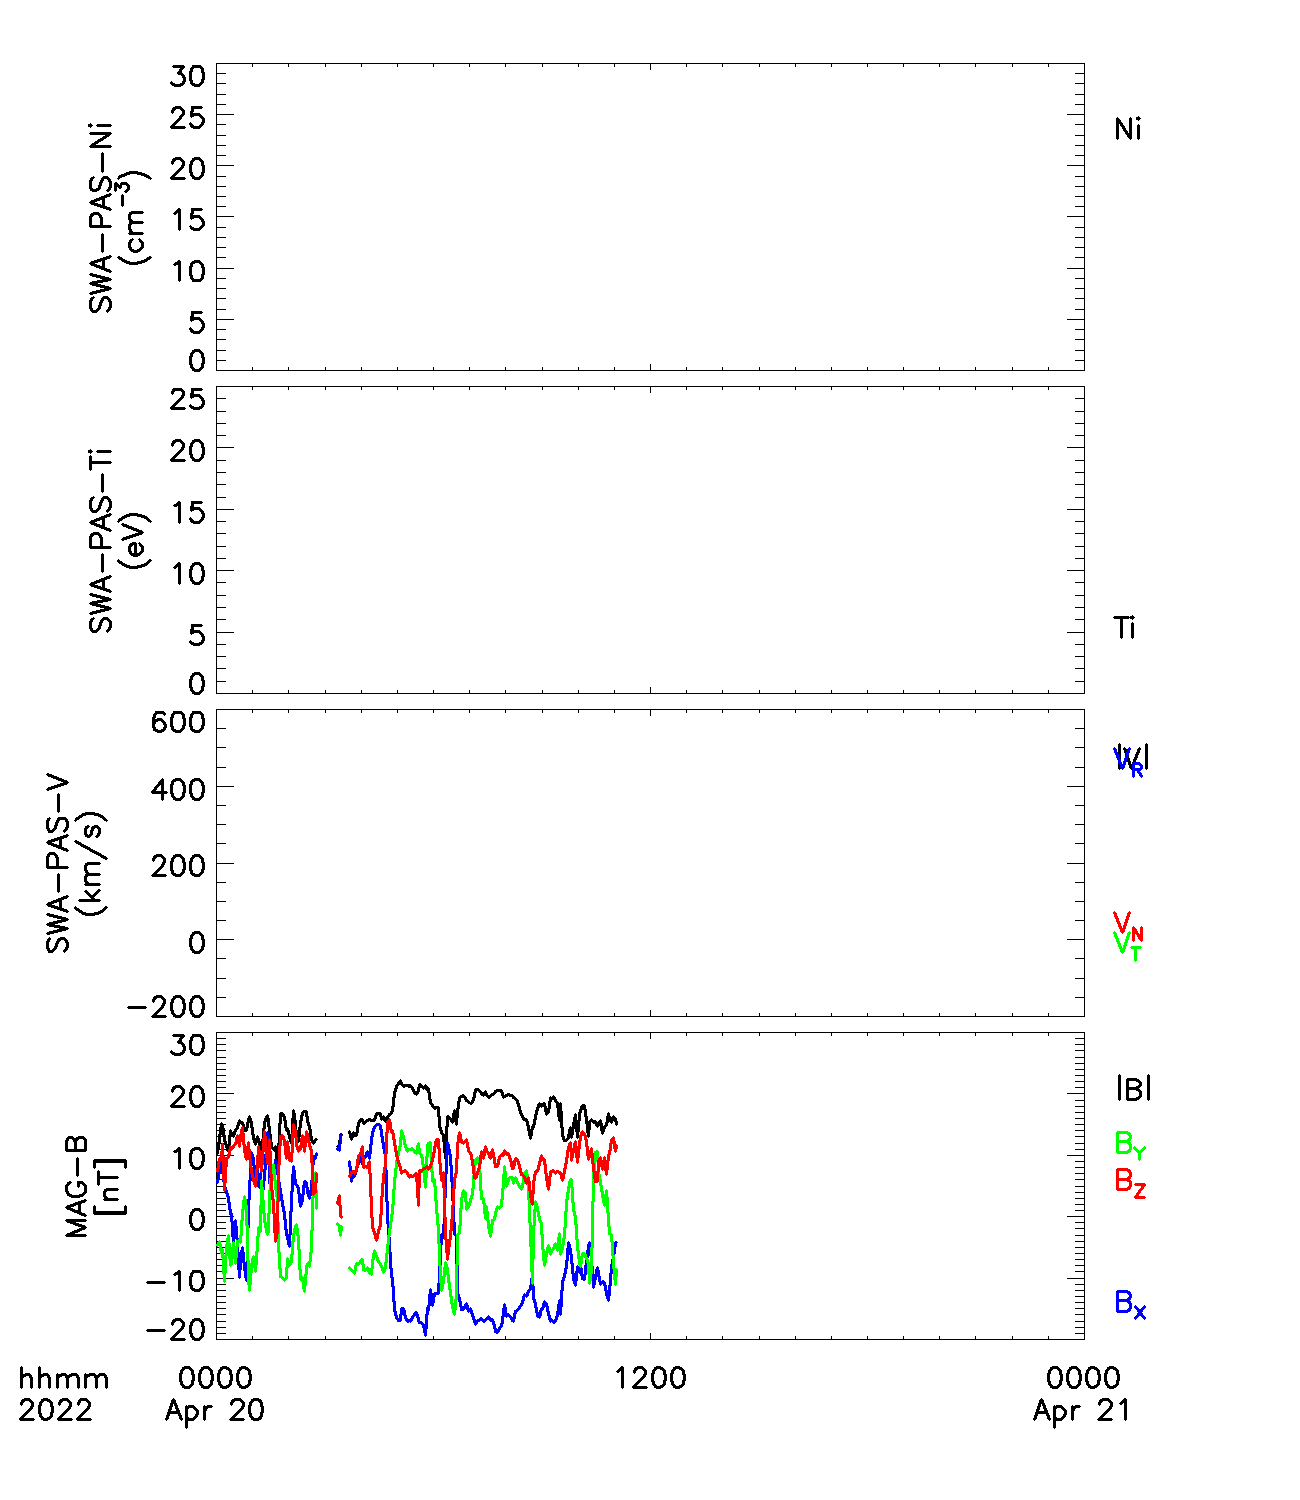 30
25
20
15
10
5
0
SWA-PAS-Ni
(cm⁻³)
Ni
25
20
15
10
5
0
SWA-PAS-Ti
(eV)
Ti
600
400
200
0
-200
SWA-PAS-V
(km/s)
|V|
V_R
V_N
V_T
30
20
10
0
-10
-20
MAG-B
[nT]
|B|
B_Y
B_Z
B_X
hhmm 0000 1200 0000
2022 Apr 20 Apr 21